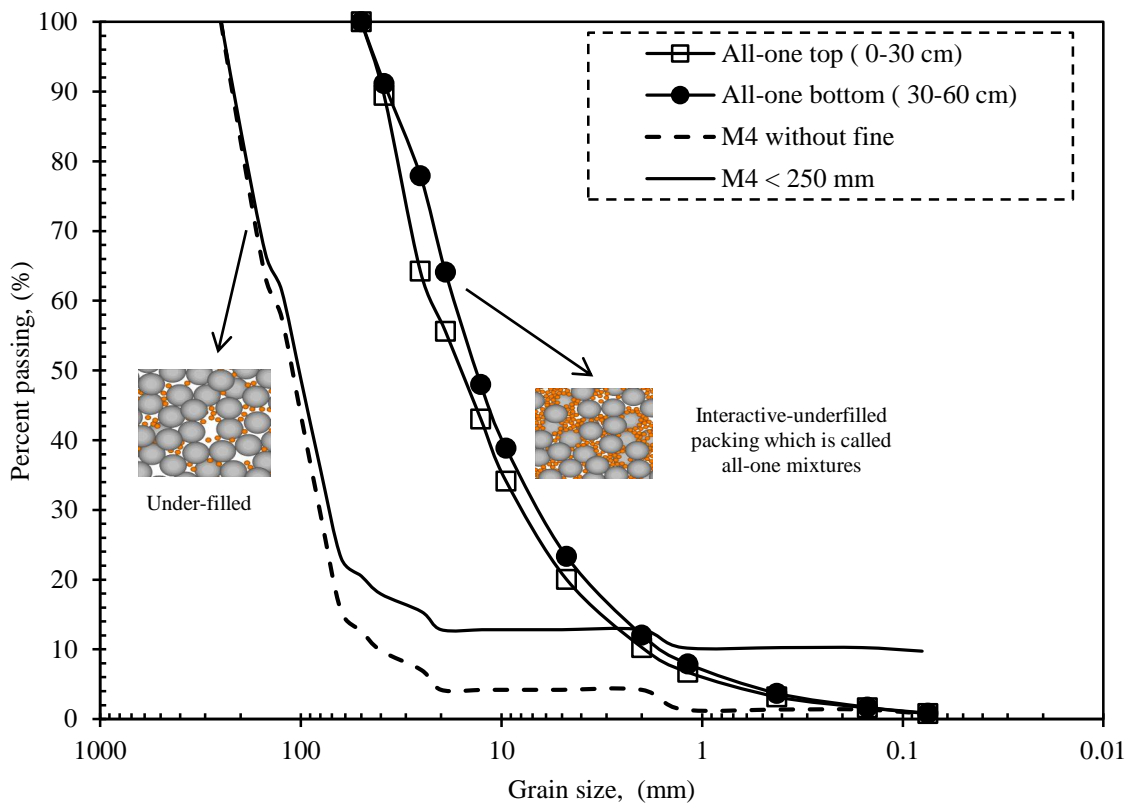 100
90
80
70
60
50
40
30
20
10
0
Percent passing, (%)
1000
100
10
1
0.1
0.01
Grain size,  (mm)
All-one top ( 0-30 cm)
All-one bottom ( 30-60 cm)
M4 without fine
M4 < 250 mm
Under-filled
Interactive-underfilled
packing which is called
all-one mixtures